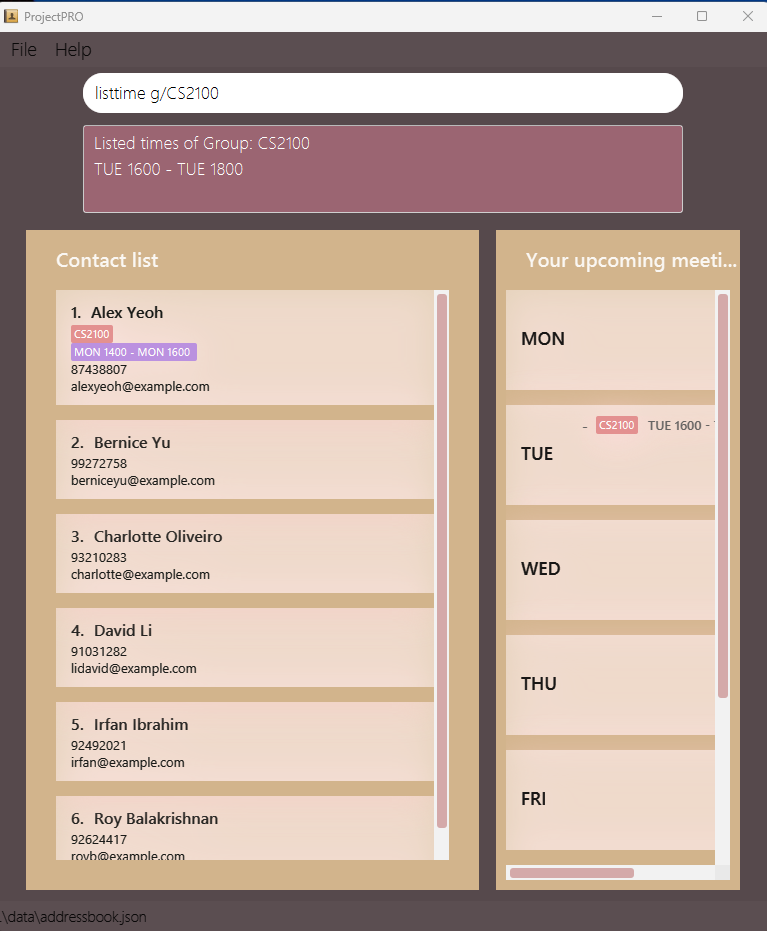 ProjectPRO
File Help
listtime g/CS2100
Listed times of Group: CS2100
TUE 1600 - TUE 1800
Contact list
1. Alex Yeoh
CS2100
MON 1400 - MON 1600
87438807
alexyeoh@example.com
2. Bernice Yu
99272758
berniceyu@example.com
3. Charlotte Oliveiro
93210283
charlotte@example.com
4. David Li
91031282
lidavid@example.com
5. Irfan Ibrahim
92492021
irfan@example.com
6. Roy Balakrishnan
92624417
royb@example.com
Your upcoming meeti...
MON
- CS2100 TUE 1600 -
TUE
WED
THU
FRI
.\data\addressbook.json